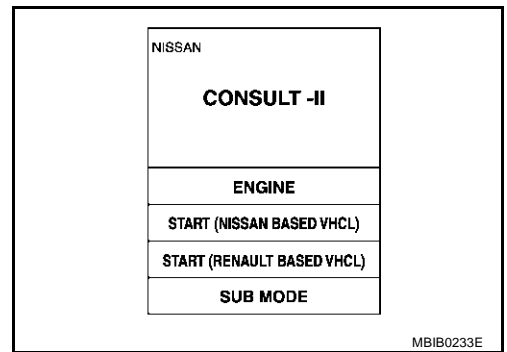 NISSAN
CONSULT -II
ENGINE
START (NISSAN BASED VHCL)
START (RENAULT BASED VHCL)
SUB MODE
MBIB0233E